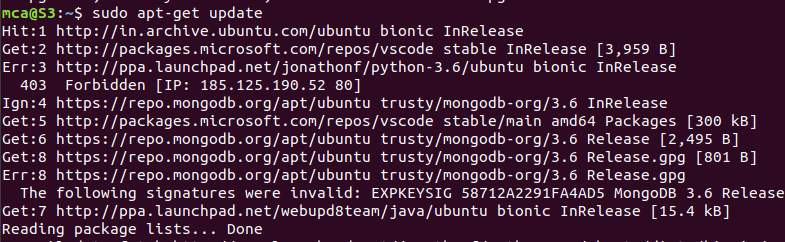 mca@S3:~$ sudo apt-get update
Hit:1 http://in.archive.ubuntu.com/ubuntu bionic InRelease
Get:2 http://packages.microsoft.com/repos/vscode stable InRelease [3,959 B]
Err:3 http://ppa.launchpad.net/jonathonf/python-3.6/ubuntu bionic InRelease
  403  Forbidden [IP: 185.125.190.52 80]
Ign:4 https://repo.mongodb.org/apt/ubuntu trusty/mongodb-org/3.6 InRelease
Get:5 http://packages.microsoft.com/repos/vscode stable/main amd64 Packages [300 kB]
Get:6 https://repo.mongodb.org/apt/ubuntu trusty/mongodb-org/3.6 Release [2,495 B]
Get:8 https://repo.mongodb.org/apt/ubuntu trusty/mongodb-org/3.6 Release.gpg [801 B]
Err:8 https://repo.mongodb.org/apt/ubuntu trusty/mongodb-org/3.6 Release.gpg
  The following signatures were invalid: EXPKEYSIG 58712A2291FA4AD5 MongoDB 3.6 Release
Get:7 http://ppa.launchpad.net/webupd8team/java/ubuntu bionic InRelease [15.4 kB]
Reading package lists... Done